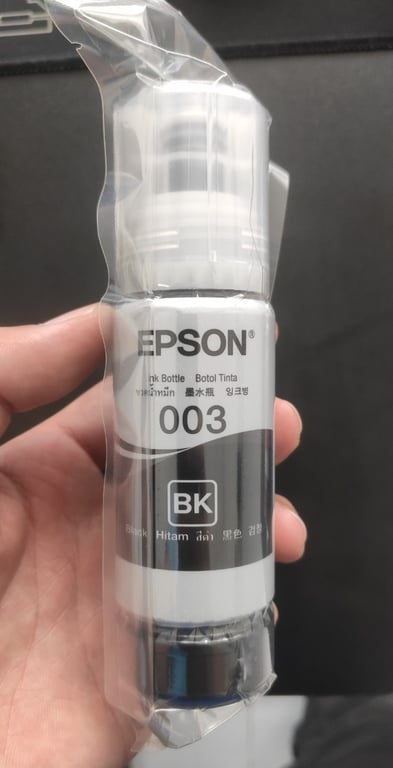 EPSON®
Ink Bottle Botol Tinta
ขวดน้ำหมึก 墨水瓶 잉크병
003
BK
Black Hitam สีดำ 黑色 검정